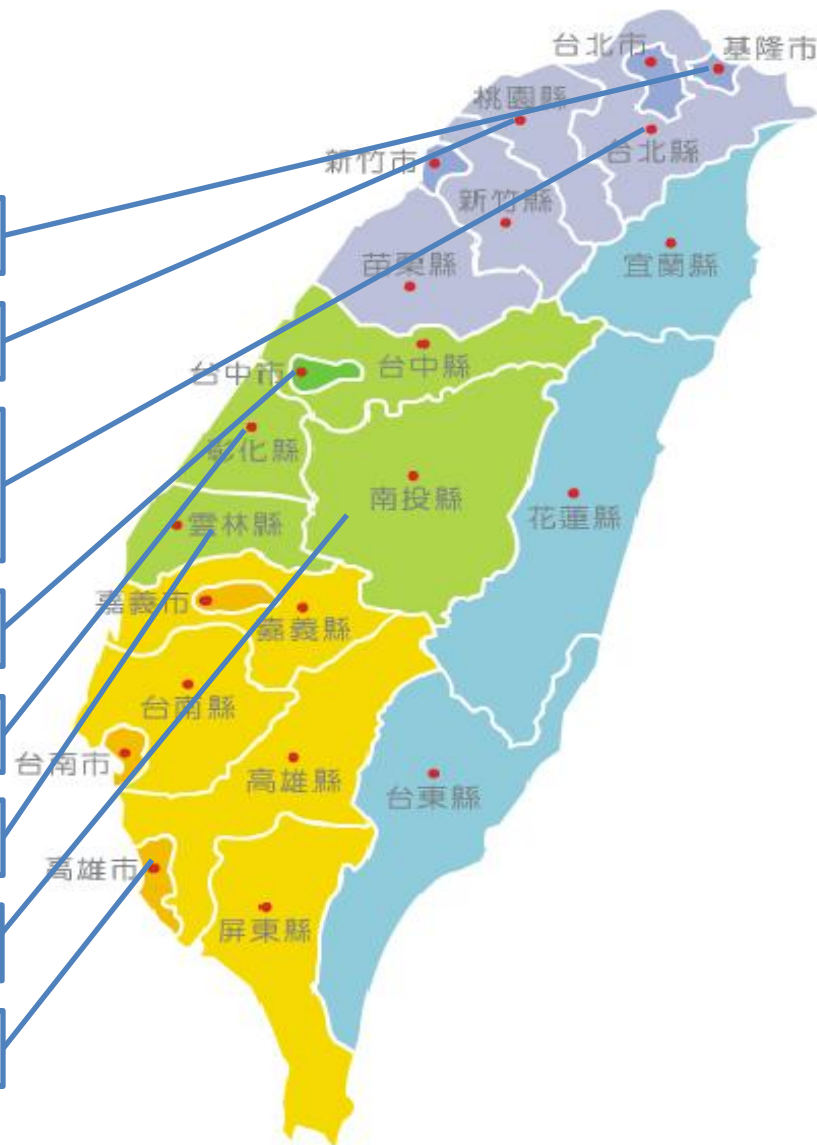 台北市
基隆市
桃園縣
台北縣
新竹市
新竹縣
苗栗縣
宜蘭縣
台中市
台中縣
彰化縣
南投縣
雲林縣
花蓮縣
嘉義市
嘉義縣
台南縣
台南市
高雄縣
台東縣
高雄市
屏東縣